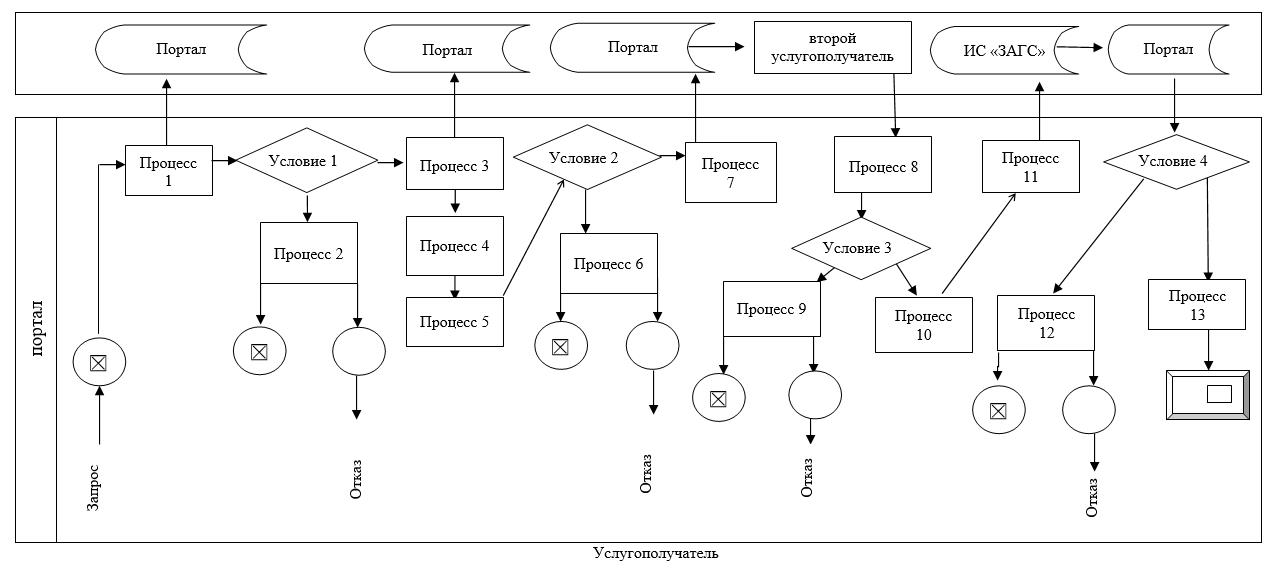 Портал
Портал
Портал
второй
услугополучатель
ИС «ЗАГС»
Портал
портал
Процесс
1
Условие 1
Процесс 2
Процесс 3
Процесс 4
Процесс 5
Условие 2
Процесс 6
Процесс
7
Процесс 8
Условие 3
Процесс 9
Процесс
10
Процесс
11
Условие 4
Процесс
12
Процесс
13
Запрос
Отказ
Отказ
Отказ
Отказ
Услугополучатель